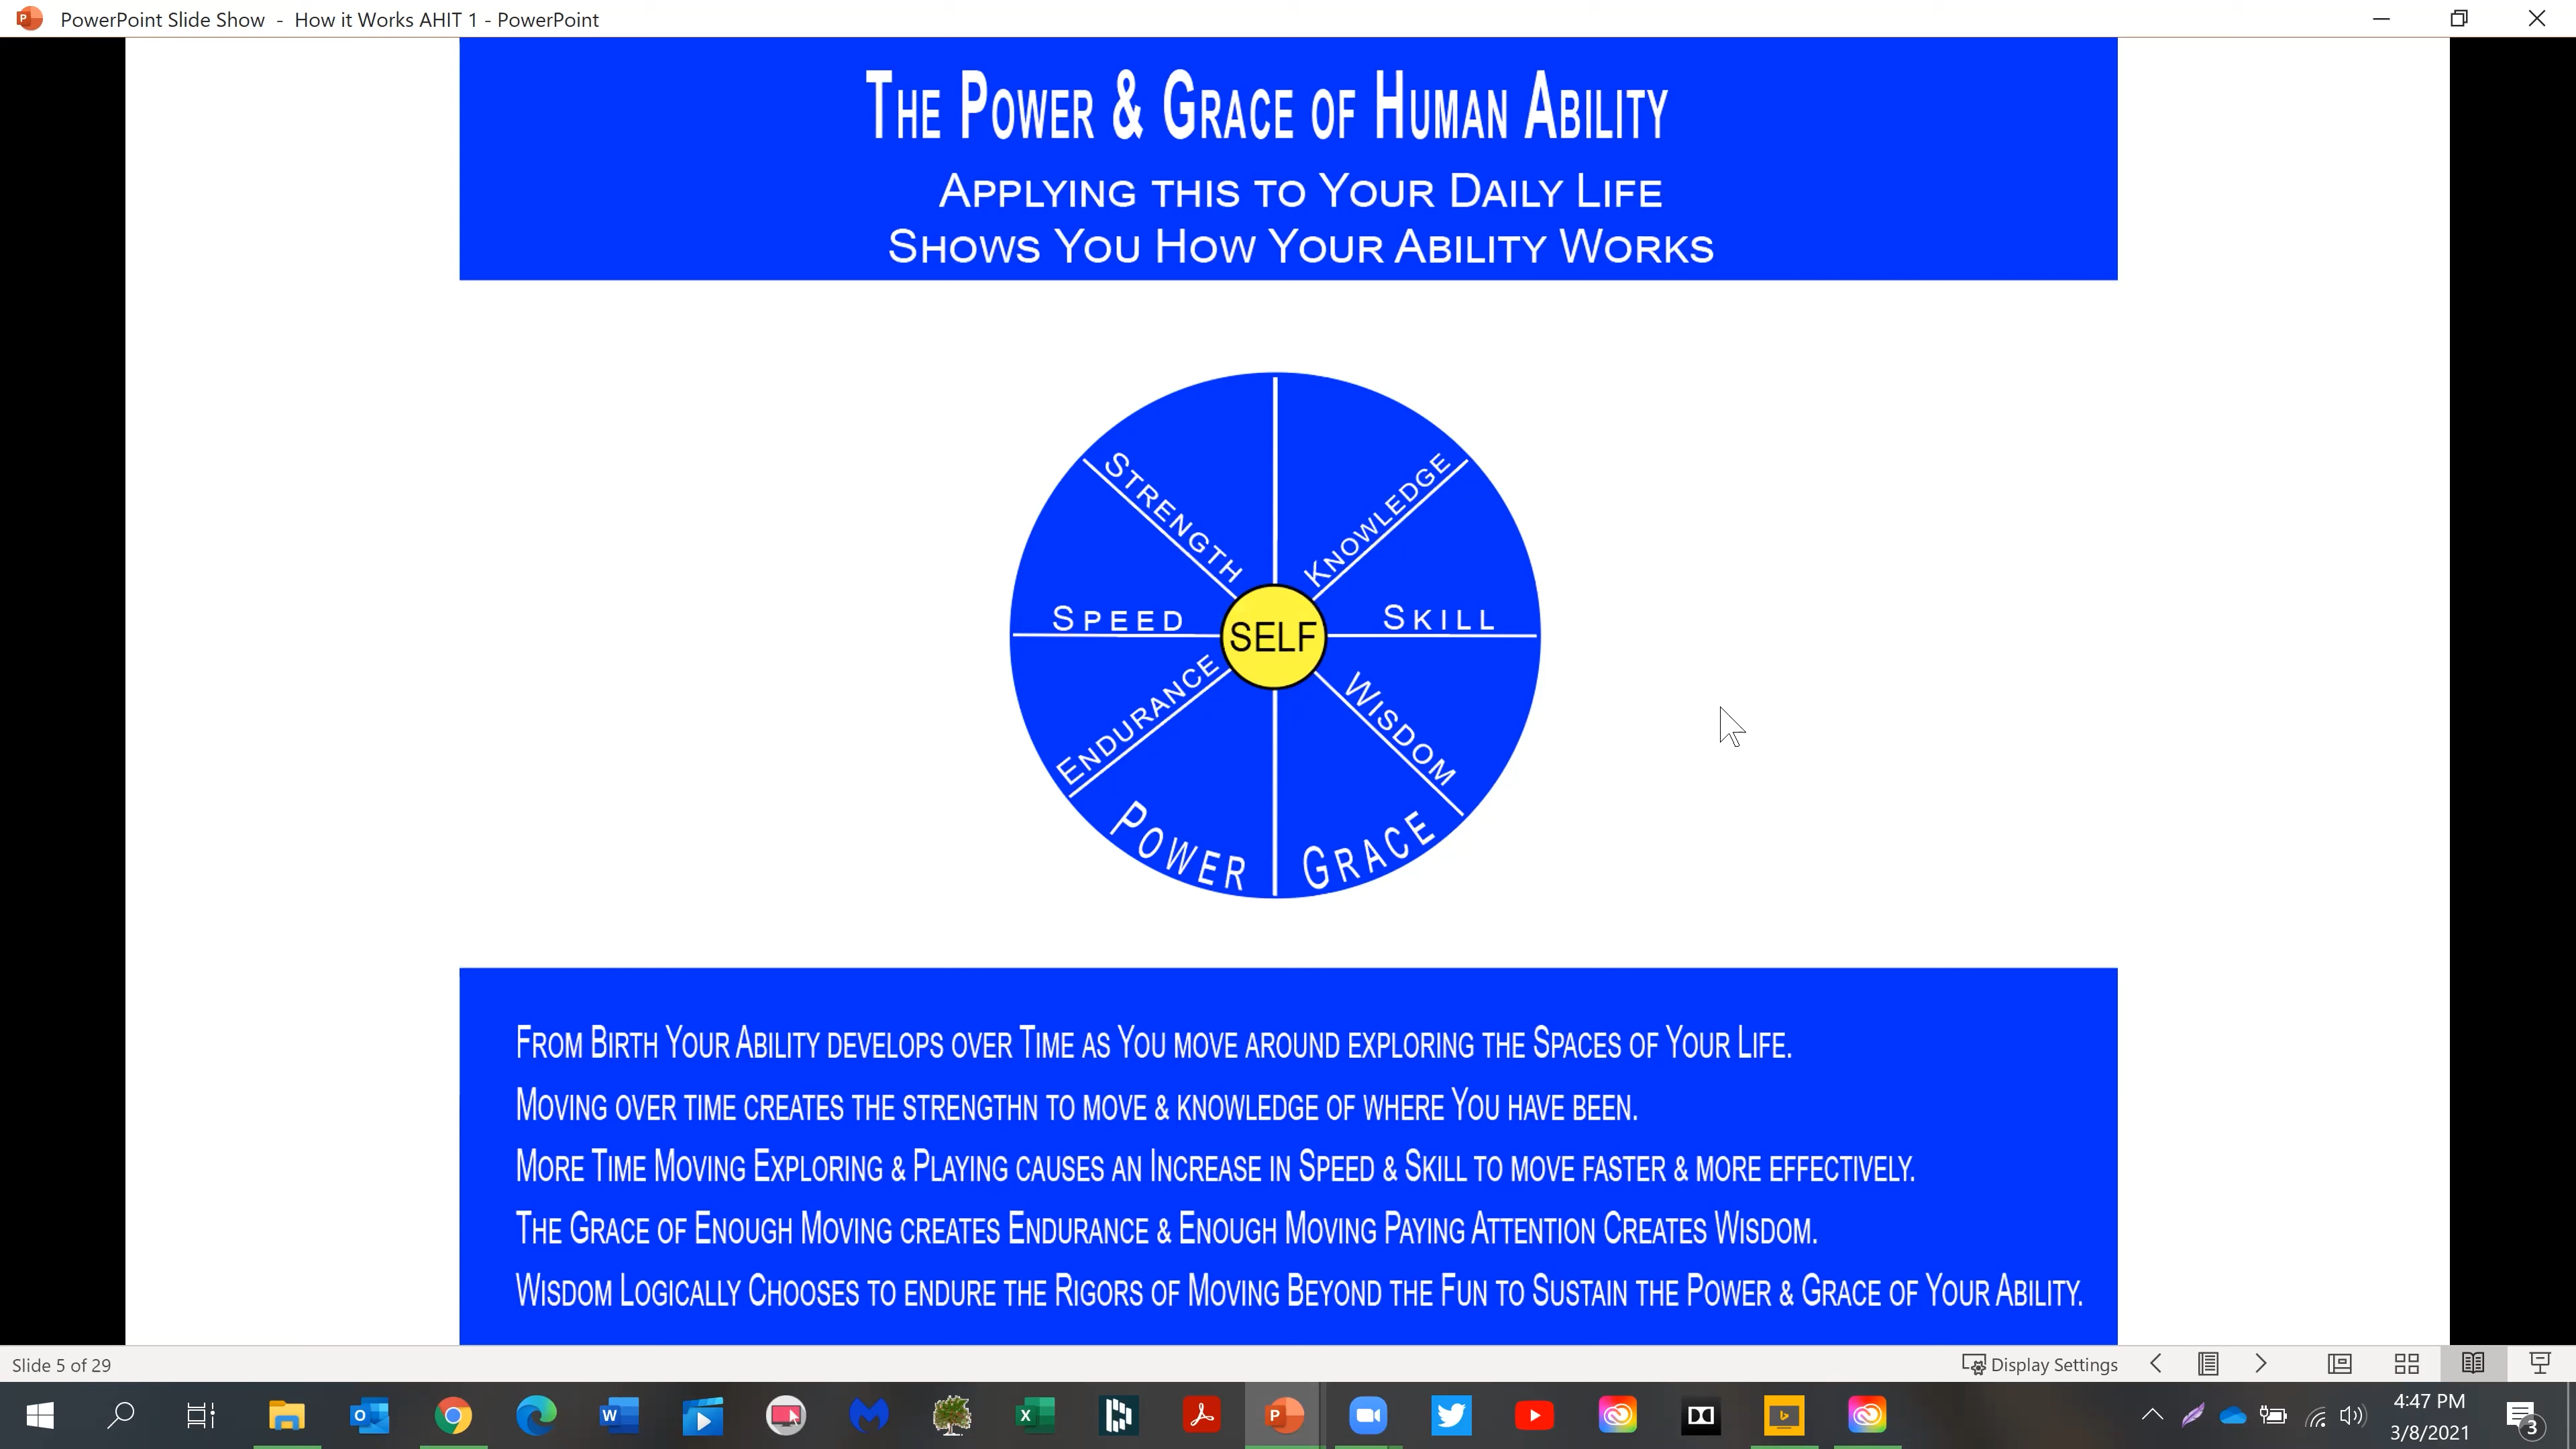 PowerPoint Slide Show - How it Works AHIT 1 - PowerPoint
The Power & Grace of Human Ability
Applying this to Your Daily Life
Shows You How Your Ability Works
Strength
Knowledge
Speed
SELF
Skill
Endurance
Wisdom
Power
Grace
From Birth Your Ability develops over Time as You move around exploring the Spaces of Your Life.
Moving over time creates the strengthn to move & knowledge of where You have been.
More Time Moving Exploring & Playing causes an Increase in Speed & Skill to move faster & more effectively.
The Grace of Enough Moving creates Endurance & Enough Moving Paying Attention Creates Wisdom.
Wisdom Logically Chooses to endure the Rigors of Moving Beyond the Fun to Sustain the Power & Grace of Your Ability.
Slide 5 of 29
Display Settings
4:47 PM
3/8/2021
3